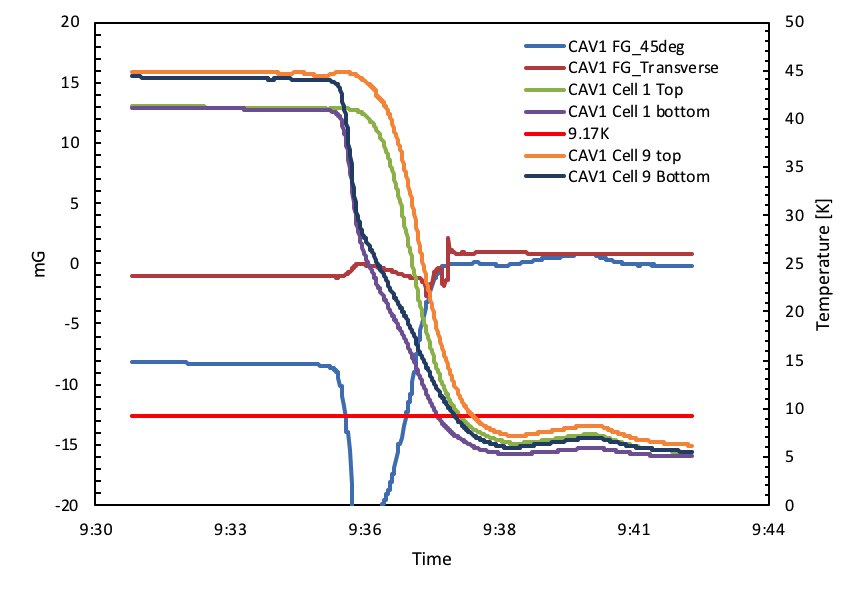 20
15
10
5
0
-5
-10
-15
-20
mG
CAV1 FG_45deg
CAV1 FG_Transverse
CAV1 Cell 1 Top
CAV1 Cell 1 bottom
9.17K
CAV1 Cell 9 top
CAV1 Cell 9 Bottom
50
45
40
35
30
25
20
15
10
5
0
Temperature [K]
9:30 9:33 9:36 9:38 9:41 9:44
Time